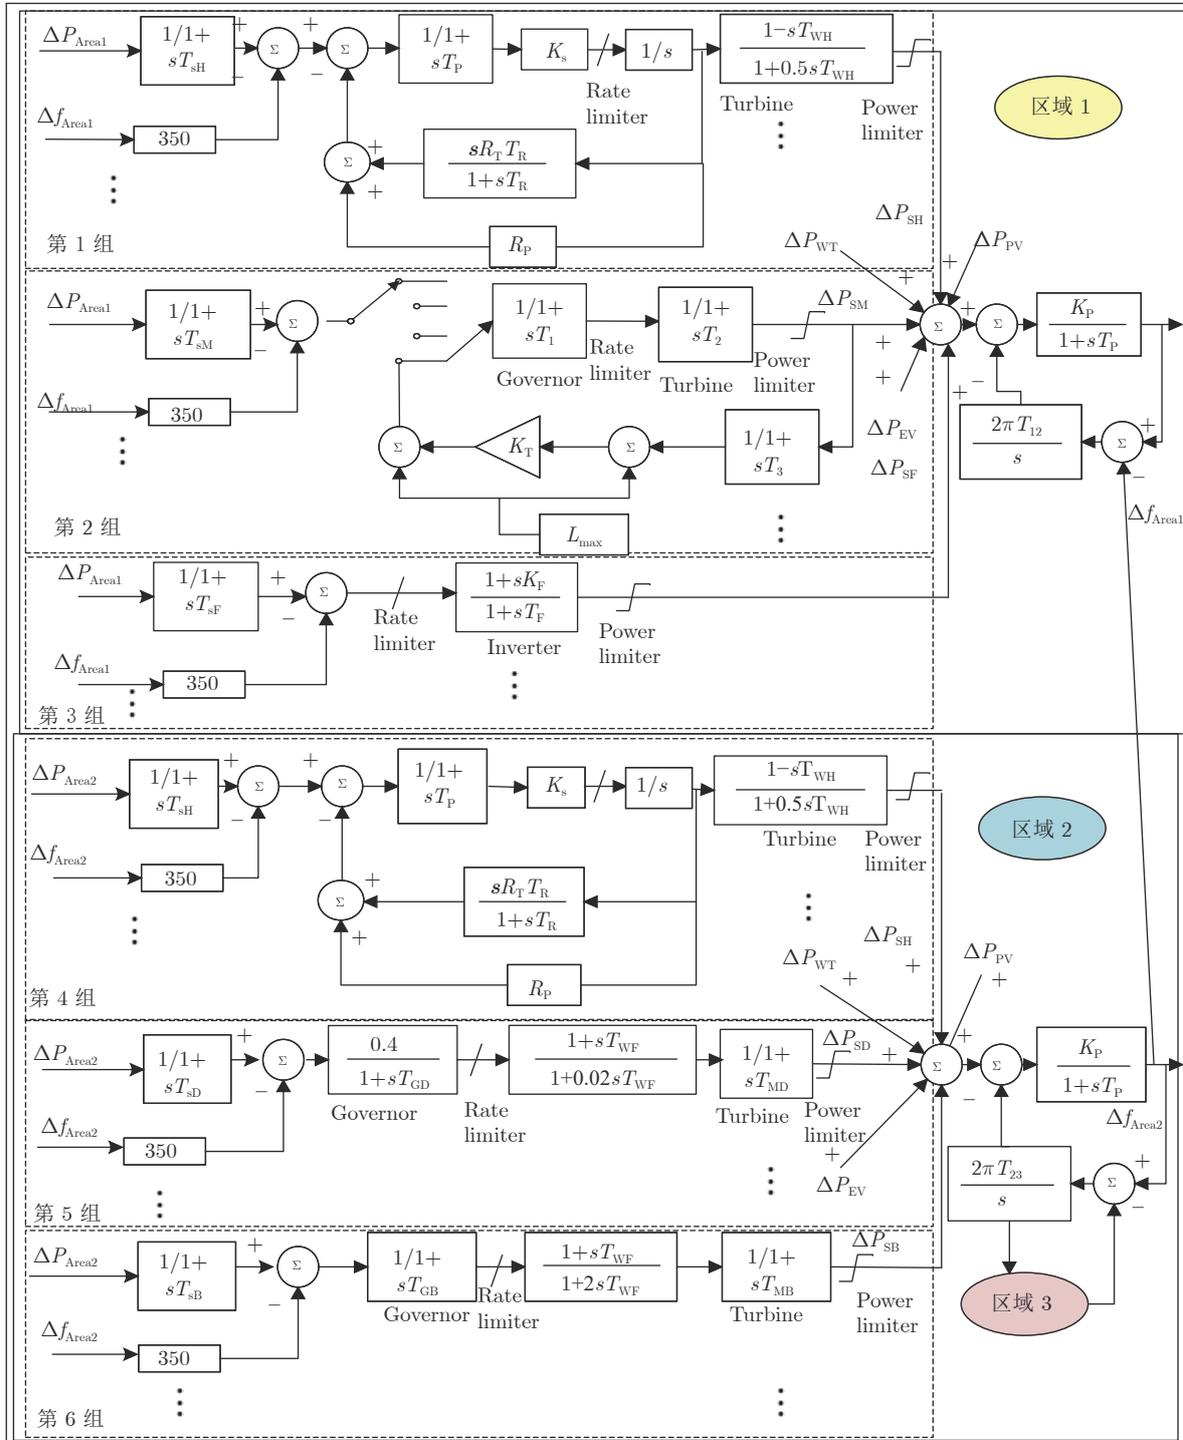 ΔP_Area1
1/1+
sT_sH
+
−
Σ
+
−
Σ
1/1+
sT_P
K_s
Rate
limiter
1/s
1−sT_WH
1+0.5sT_WH
Turbine
Power
limiter
区域 1
Δf_Area1
350
Σ
+
+
sR_T T_R
1+sT_R
R_P
第 1 组
ΔP_SH
ΔP_WT
ΔP_PV
+
+
ΔP_Area1
1/1+
sT_sM
+
−
Σ
1/1+
sT_1
Governor
Rate
limiter
1/1+
sT_2
Turbine
ΔP_SM
Power
limiter
+
+
Σ
+
Σ
−
+
K_P
1+sT_P
Δf_Area1
350
Σ
K_T
Σ
1/1+
sT_3
ΔP_EV
ΔP_SF
2πT_12
s
Σ
+
−
L_max
Δf_Area1
第 2 组
ΔP_Area1
1/1+
sT_sF
+
−
Σ
Rate
limiter
1+sK_F
1+sT_F
Inverter
Power
limiter
Δf_Area1
350
第 3 组
ΔP_Area2
1/1+
sT_sH
+
−
Σ
+
−
Σ
1/1+
sT_P
K_s
1/s
1−sT_WH
1+0.5sT_WH
Turbine
Power
limiter
区域 2
Δf_Area2
350
Σ
+
+
sR_T T_R
1+sT_R
R_P
第 4 组
ΔP_SH
+
ΔP_WT
+
ΔP_PV
+
ΔP_Area2
1/1+
sT_sD
+
−
Σ
0.4
1+sT_GD
Governor
Rate
limiter
1+sT_WF
1+0.02sT_WF
1/1+
sT_MD
Turbine
ΔP_SD
Power
limiter
+
Σ
+
−
Σ
K_P
1+sT_P
Δf_Area2
Δf_Area2
350
+
ΔP_EV
2πT_23
s
Σ
+
−
第 5 组
ΔP_Area2
1/1+
sT_sB
+
−
Σ
1/1+
sT_GB
Governor
Rate
limiter
1+sT_WF
1+2sT_WF
1/1+
sT_MB
Turbine
ΔP_SB
Power
limiter
区域 3
Δf_Area2
350
第 6 组